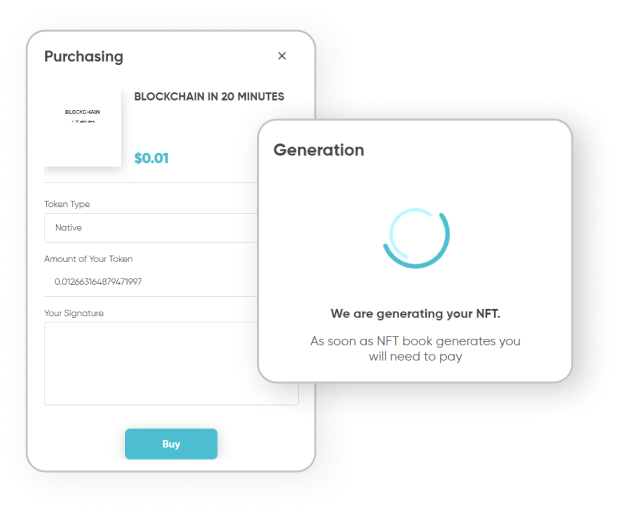 Purchasing
BLOCKCHAIN IN 20 MINUTES
BLOCKCHAIN
$0.01
Token Type
Native
Amount of Your Token
0.012663164879471997
Your Signature
Buy
Generation
We are generating your NFT.
As soon as NFT book generates you
will need to pay